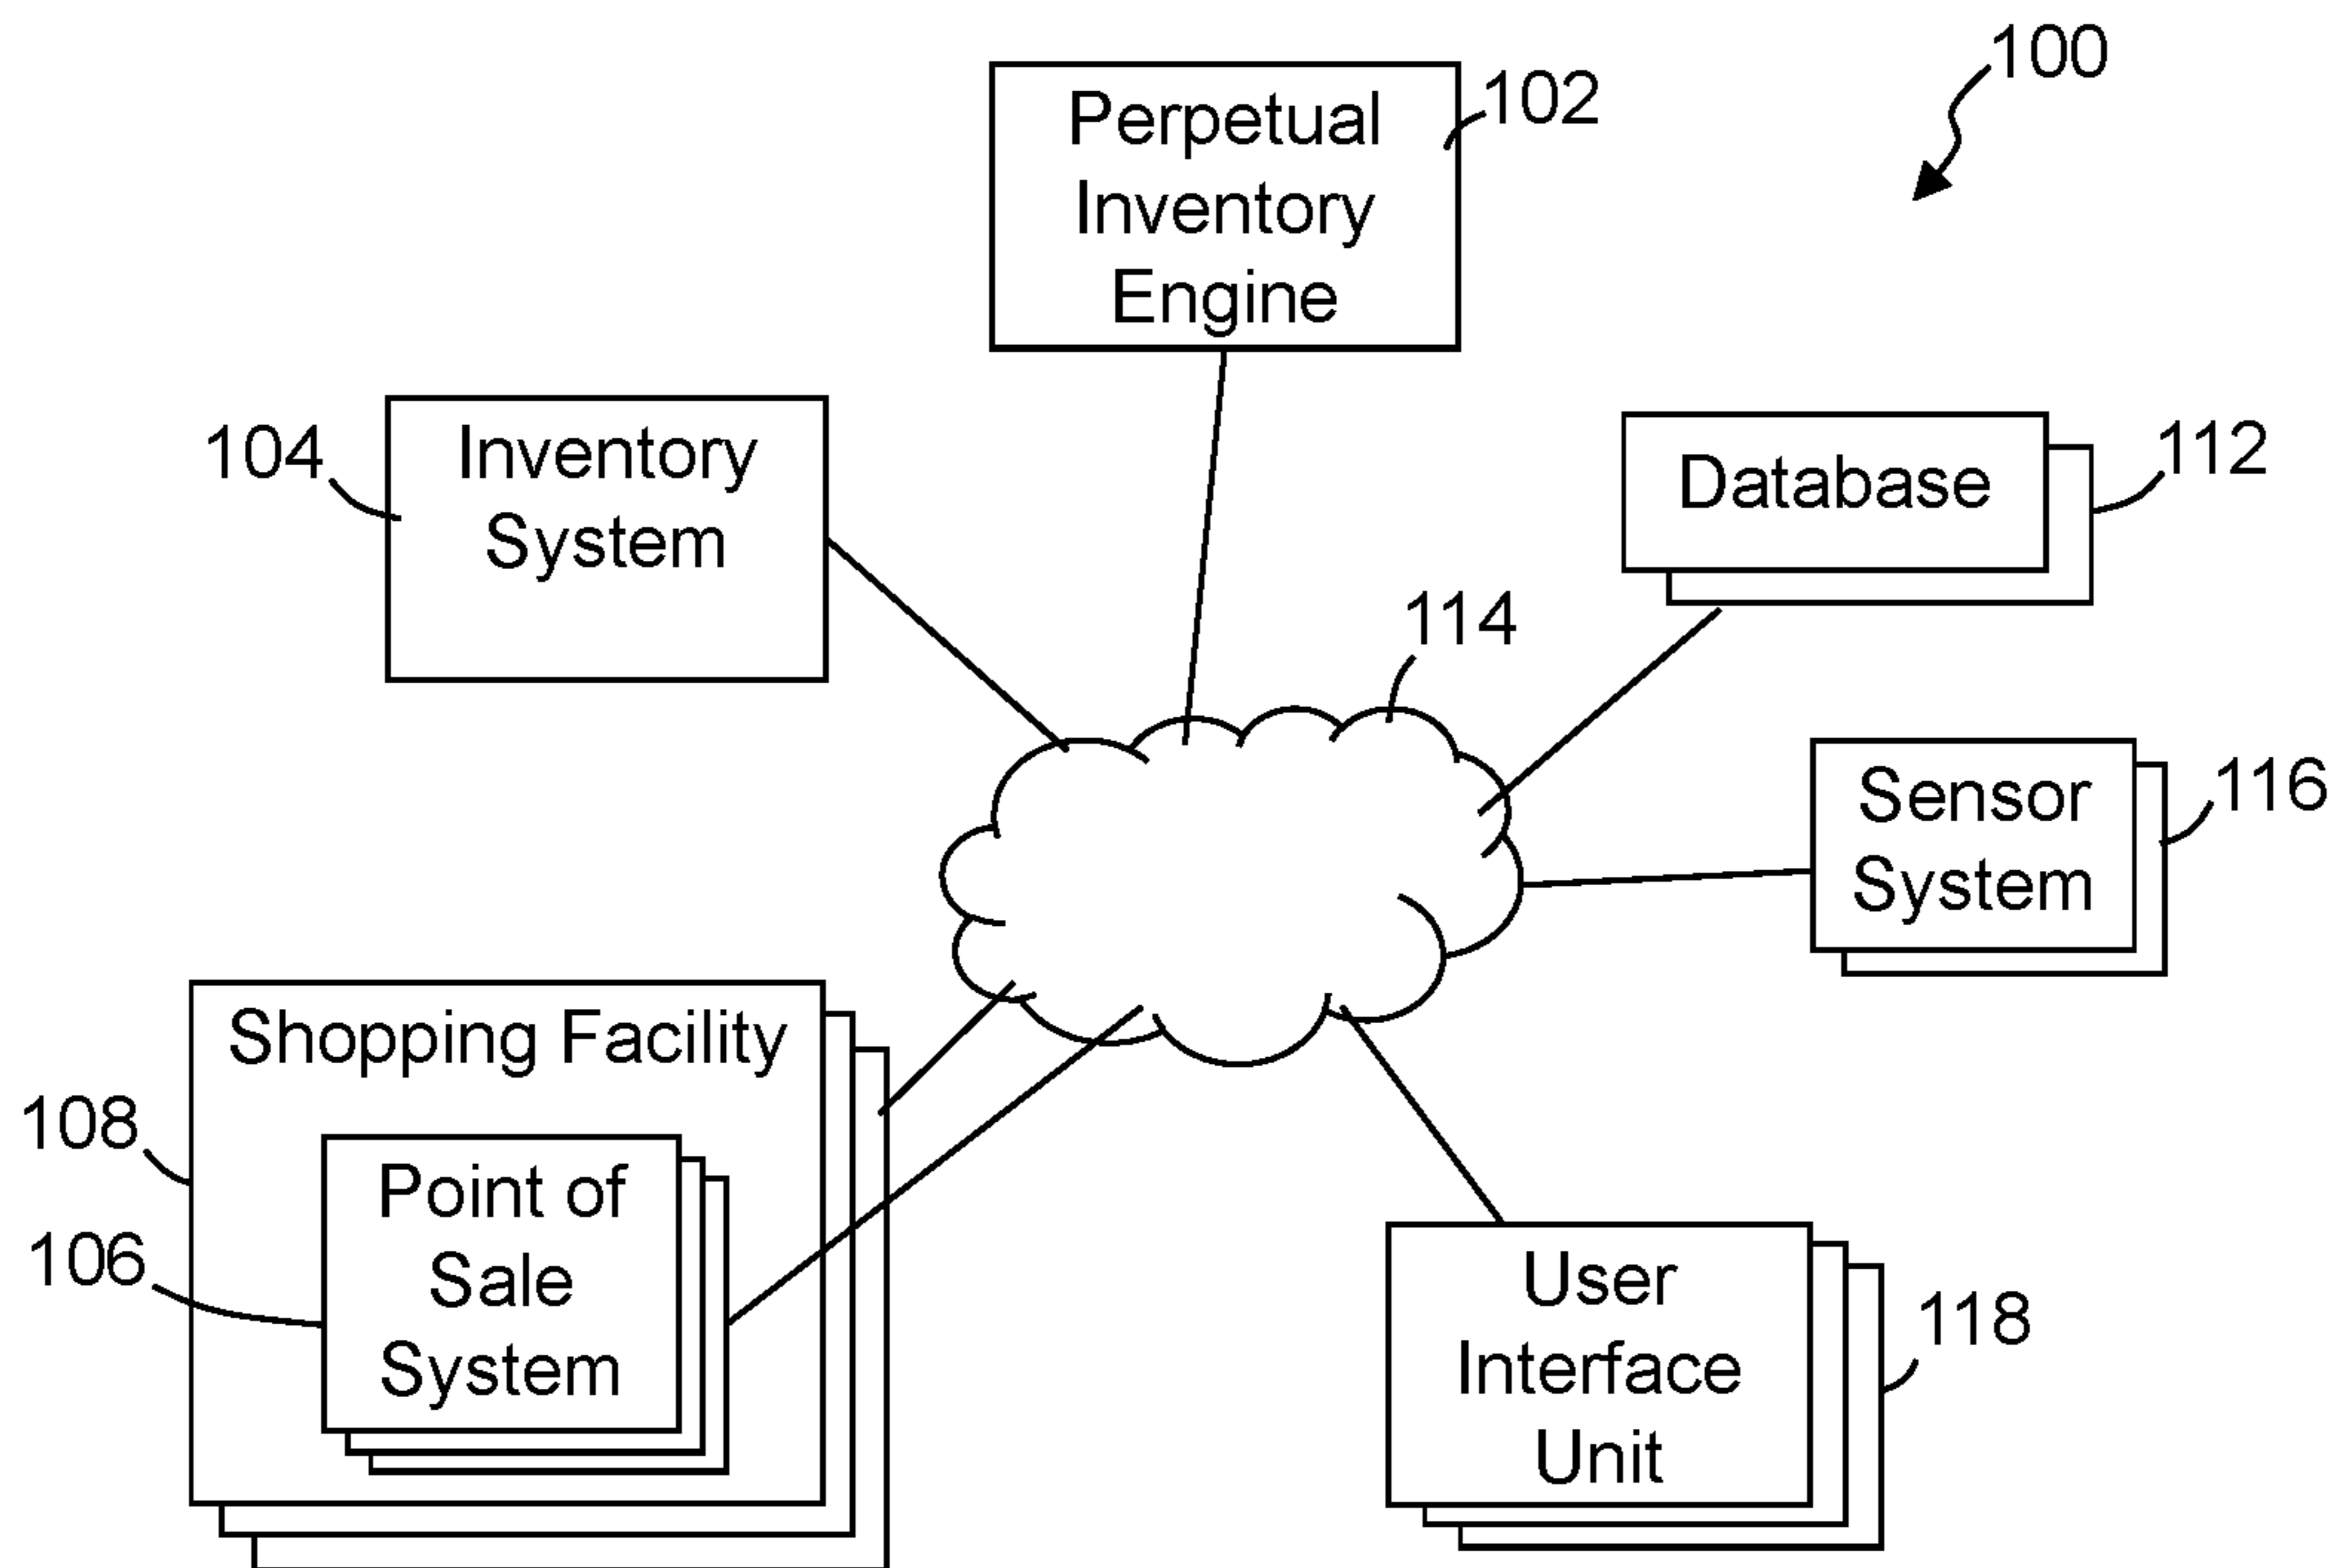 100
Perpetual
Inventory
Engine
102
104
Inventory
System
Database
112
114
Sensor
System
116
Shopping Facility
108
Point of
Sale
System
106
User
Interface
Unit
118